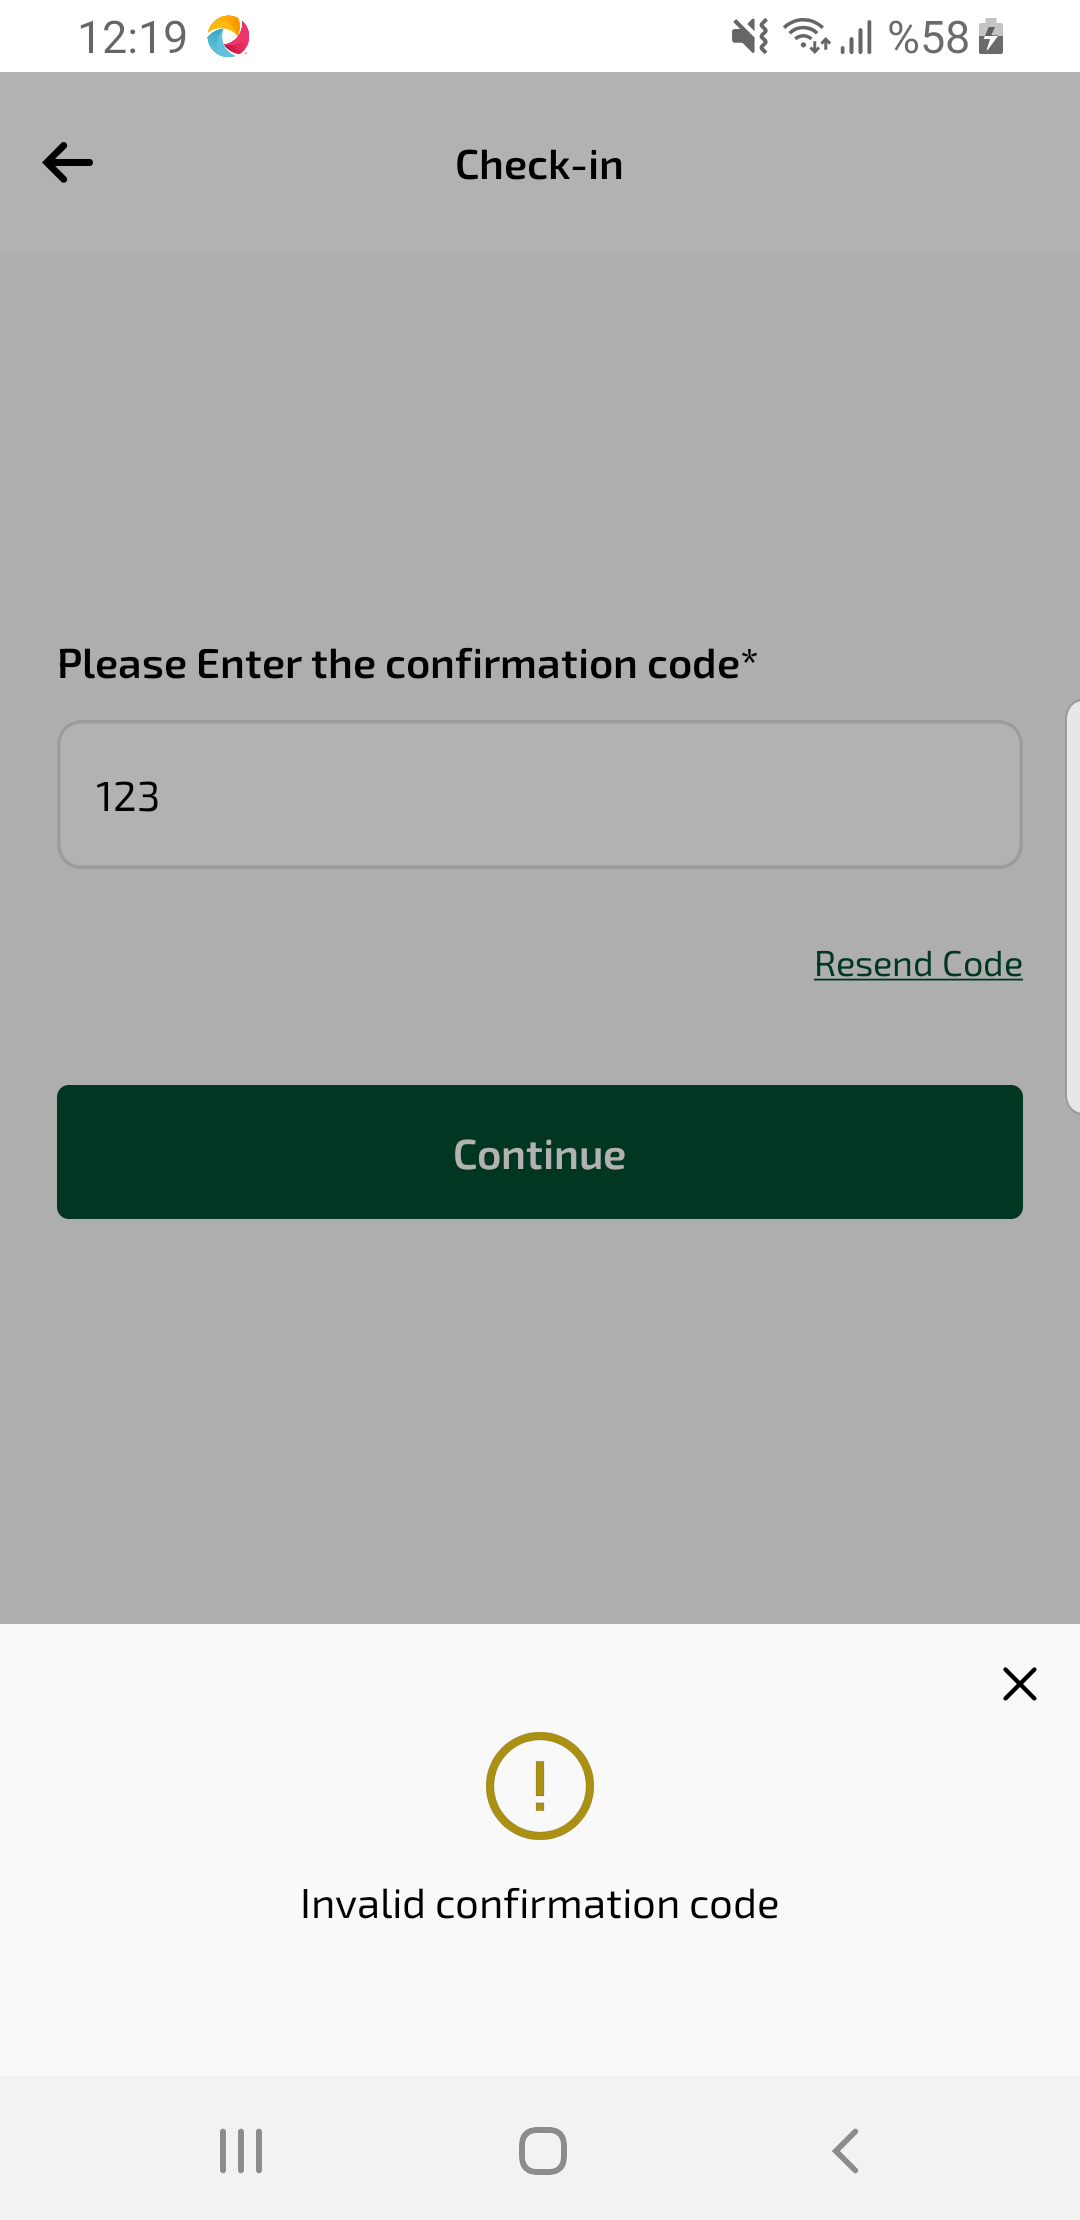 12:19 %58
Check-in
Please Enter the confirmation code*
123
Resend Code
Continue
Invalid confirmation code